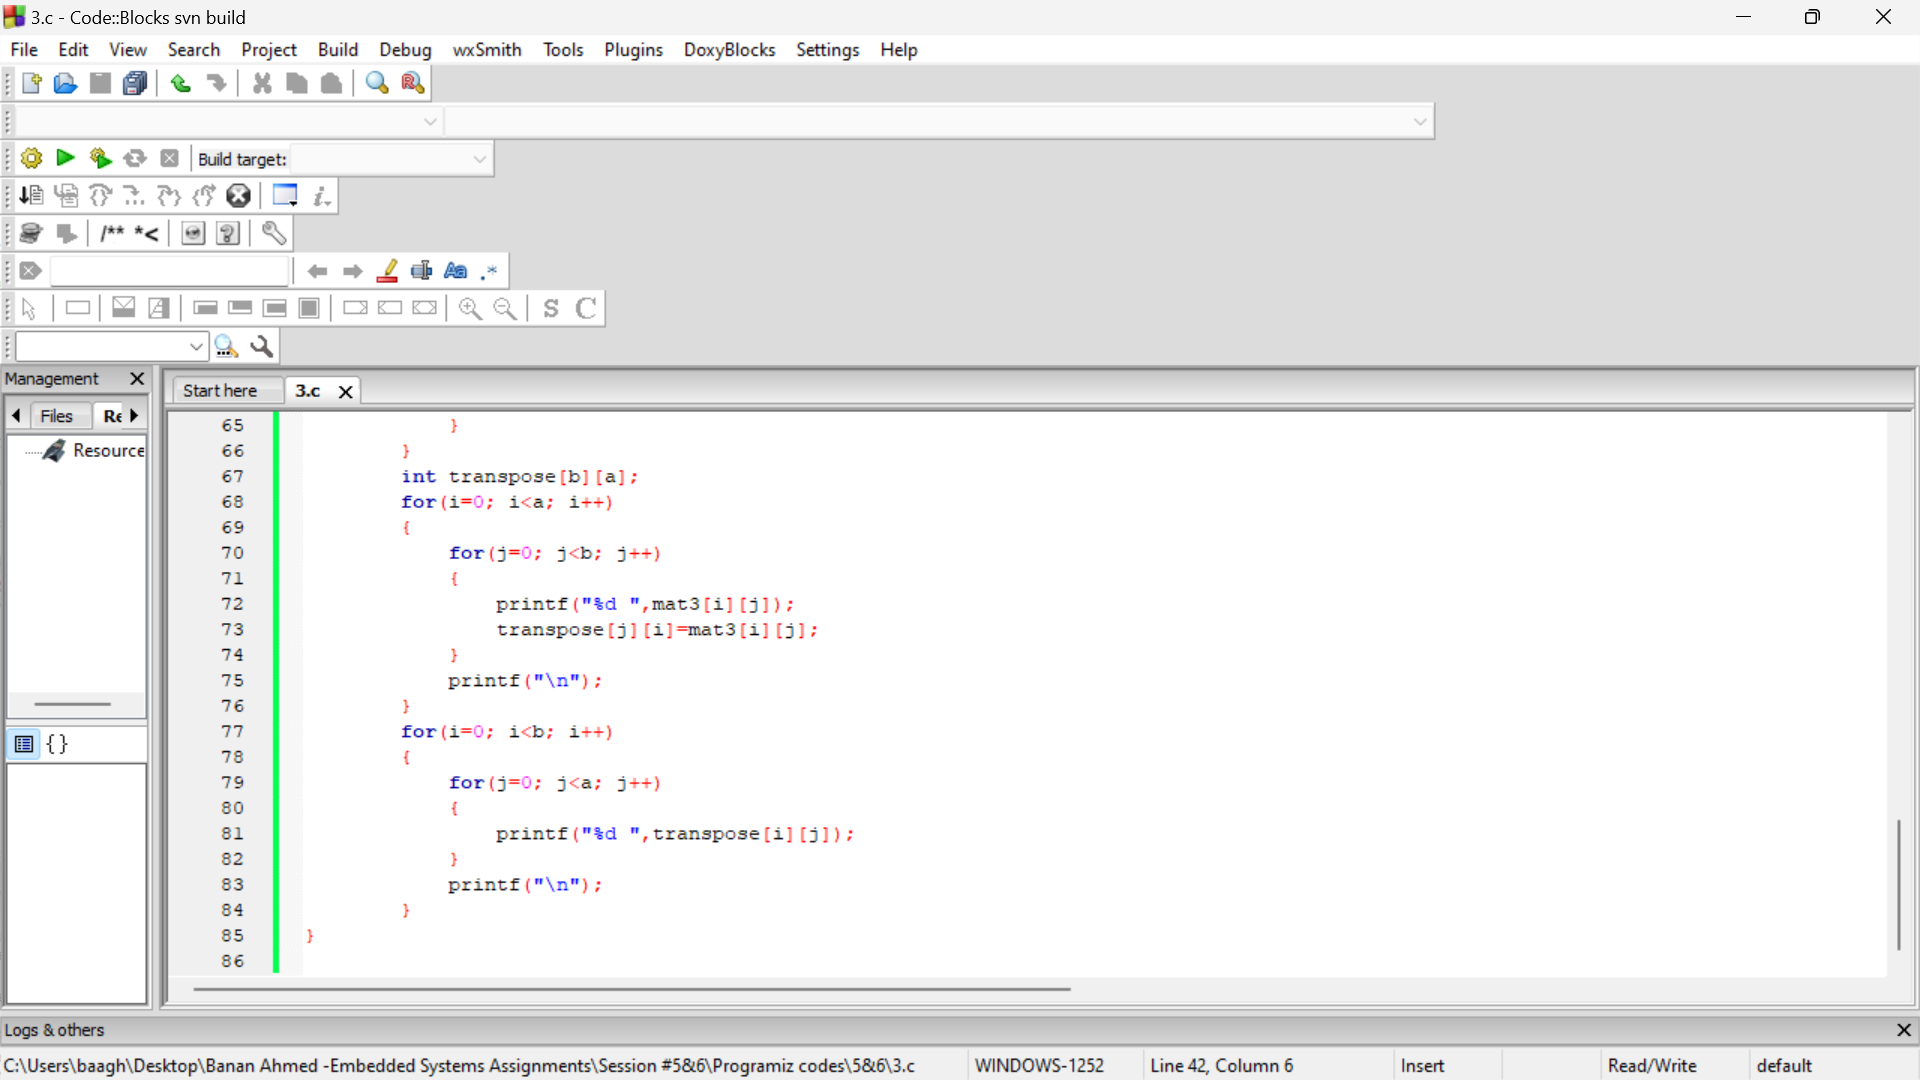 3.c - Code::Blocks svn build
File Edit View Search Project Build Debug wxSmith Tools Plugins DoxyBlocks Settings Help
Build target:
/** *<
Aa .*
S C
Management
Start here 3.c
Files Re
Resource
{}
65 }
66 }
67 int transpose[b][a];
68 for(i=0; i<a; i++)
69 {
70 for(j=0; j<b; j++)
71 {
72 printf("%d ",mat3[i][j]);
73 transpose[j][i]=mat3[i][j];
74 }
75 printf("\n");
76 }
77 for(i=0; i<b; i++)
78 {
79 for(j=0; j<a; j++)
80 {
81 printf("%d ",transpose[i][j]);
82 }
83 printf("\n");
84 }
85 }
86
Logs & others
C:\Users\baagh\Desktop\Banan Ahmed -Embedded Systems Assignments\Session #5&6\Programiz codes\5&6\3.c WINDOWS-1252 Line 42, Column 6 Insert Read/Write default